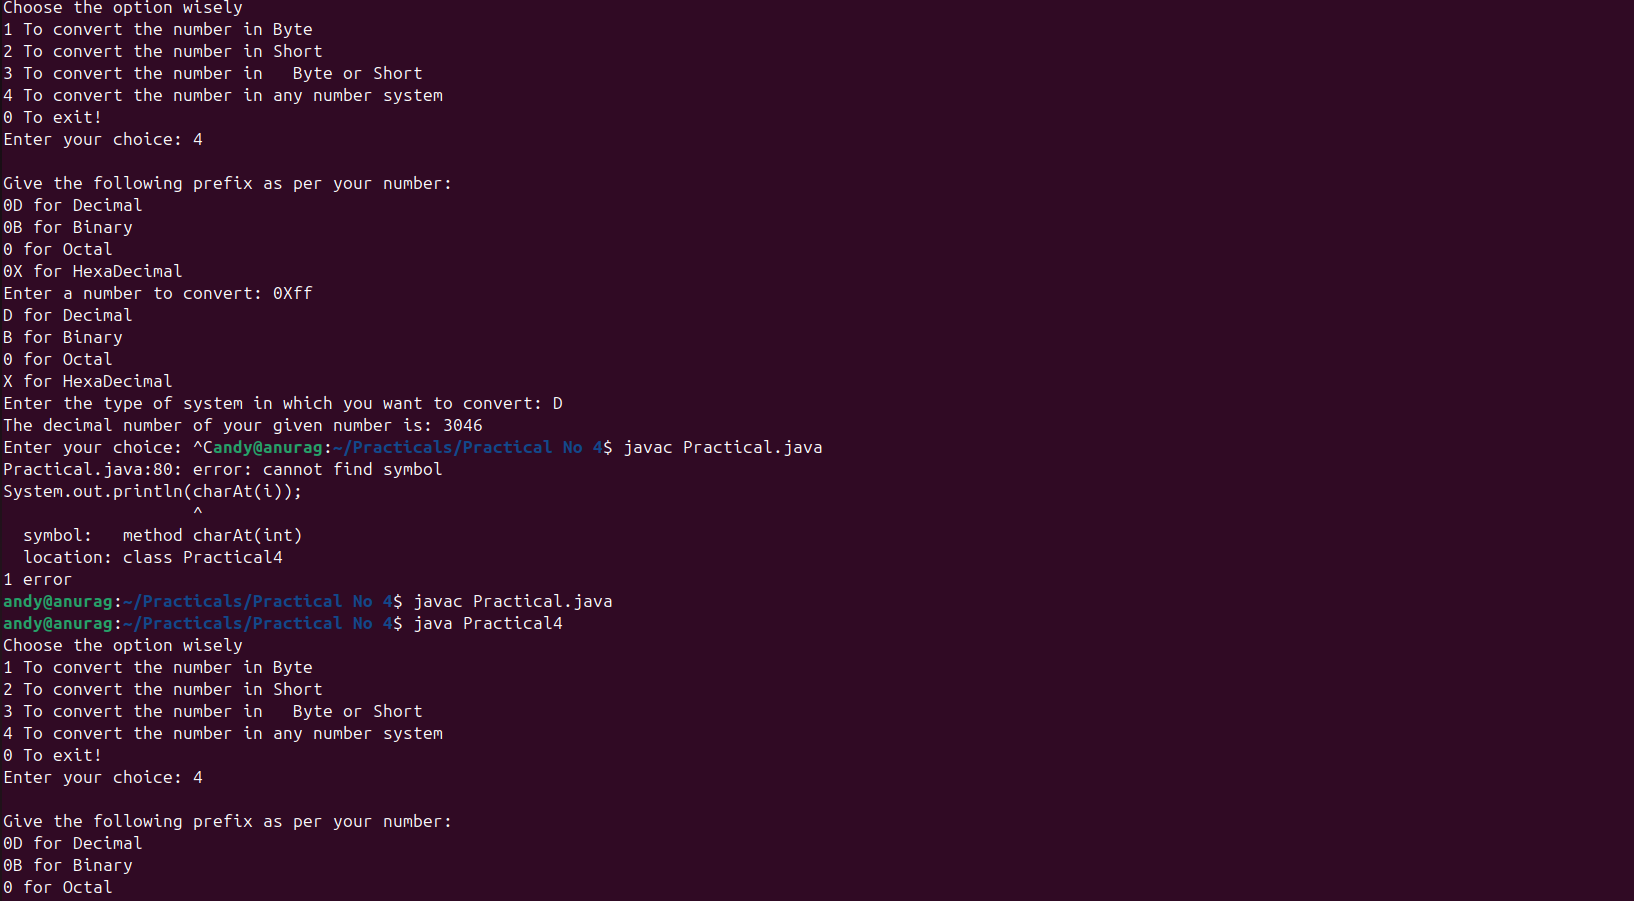 Choose the option wisely
1 To convert the number in Byte
2 To convert the number in Short
3 To convert the number in   Byte or Short
4 To convert the number in any number system
0 To exit!
Enter your choice: 4

Give the following prefix as per your number:
0D for Decimal
0B for Binary
0 for Octal
0X for HexaDecimal
Enter a number to convert: 0Xff
D for Decimal
B for Binary
0 for Octal
X for HexaDecimal
Enter the type of system in which you want to convert: D
The decimal number of your given number is: 3046
Enter your choice: ^Candy@anurag:~/Practicals/Practical No 4$ javac Practical.java
Practical.java:80: error: cannot find symbol
System.out.println(charAt(i));
                   ^
  symbol:   method charAt(int)
  location: class Practical4
1 error
andy@anurag:~/Practicals/Practical No 4$ javac Practical.java
andy@anurag:~/Practicals/Practical No 4$ java Practical4
Choose the option wisely
1 To convert the number in Byte
2 To convert the number in Short
3 To convert the number in   Byte or Short
4 To convert the number in any number system
0 To exit!
Enter your choice: 4

Give the following prefix as per your number:
0D for Decimal
0B for Binary
0 for Octal